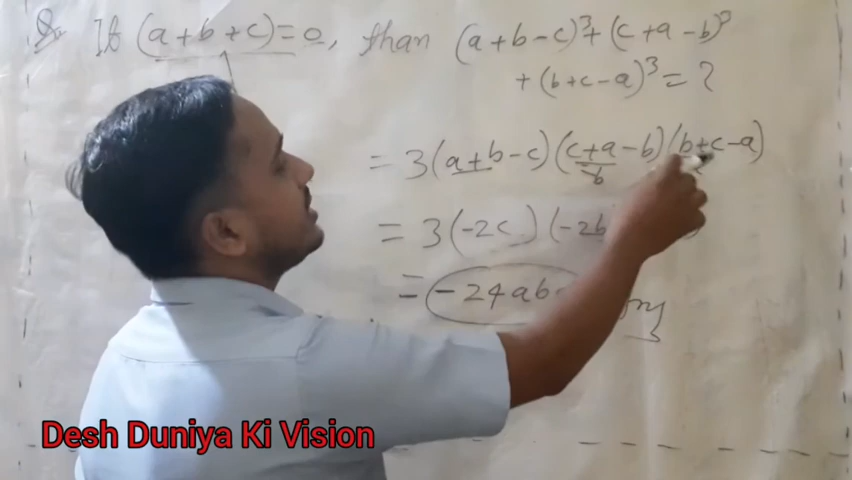 Q. If (a+b+c)=0, than (a+b-c)³+(c+a-b)³
+(b+c-a)³=?
= 3(a+b-c)(c+a-b)(b+c-a)
-b
= 3(-2c)(-2b
= -24ab
Desh Duniya Ki Vision